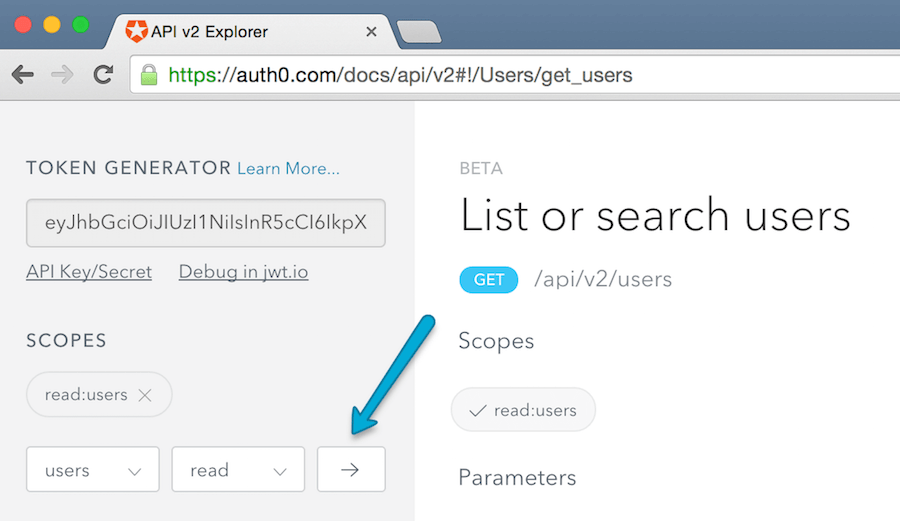 API v2 Explorer
https://auth0.com/docs/api/v2#!/Users/get_users
TOKEN GENERATOR Learn More...
eyJhbGciOiJIUzI1NiIsInR5cCI6IkpX
API Key/Secret Debug in jwt.io
SCOPES
read:users
users read
BETA
List or search users
GET /api/v2/users
Scopes
read:users
Parameters